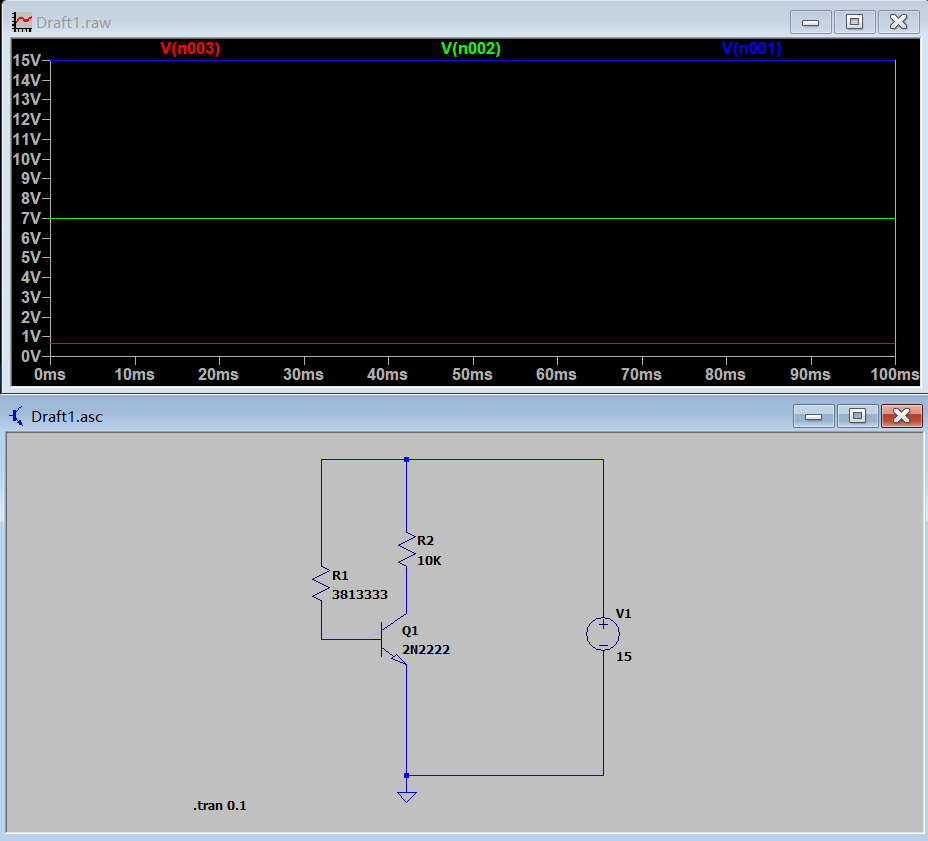 Draft1.raw
V(n003) V(n002) V(n001)
15V
14V
13V
12V
11V
10V
9V
8V
7V
6V
5V
4V
3V
2V
1V
0V
0ms 10ms 20ms 30ms 40ms 50ms 60ms 70ms 80ms 90ms 100ms
Draft1.asc
R2
10K
R1
3813333
Q1
2N2222
V1
15
.tran 0.1